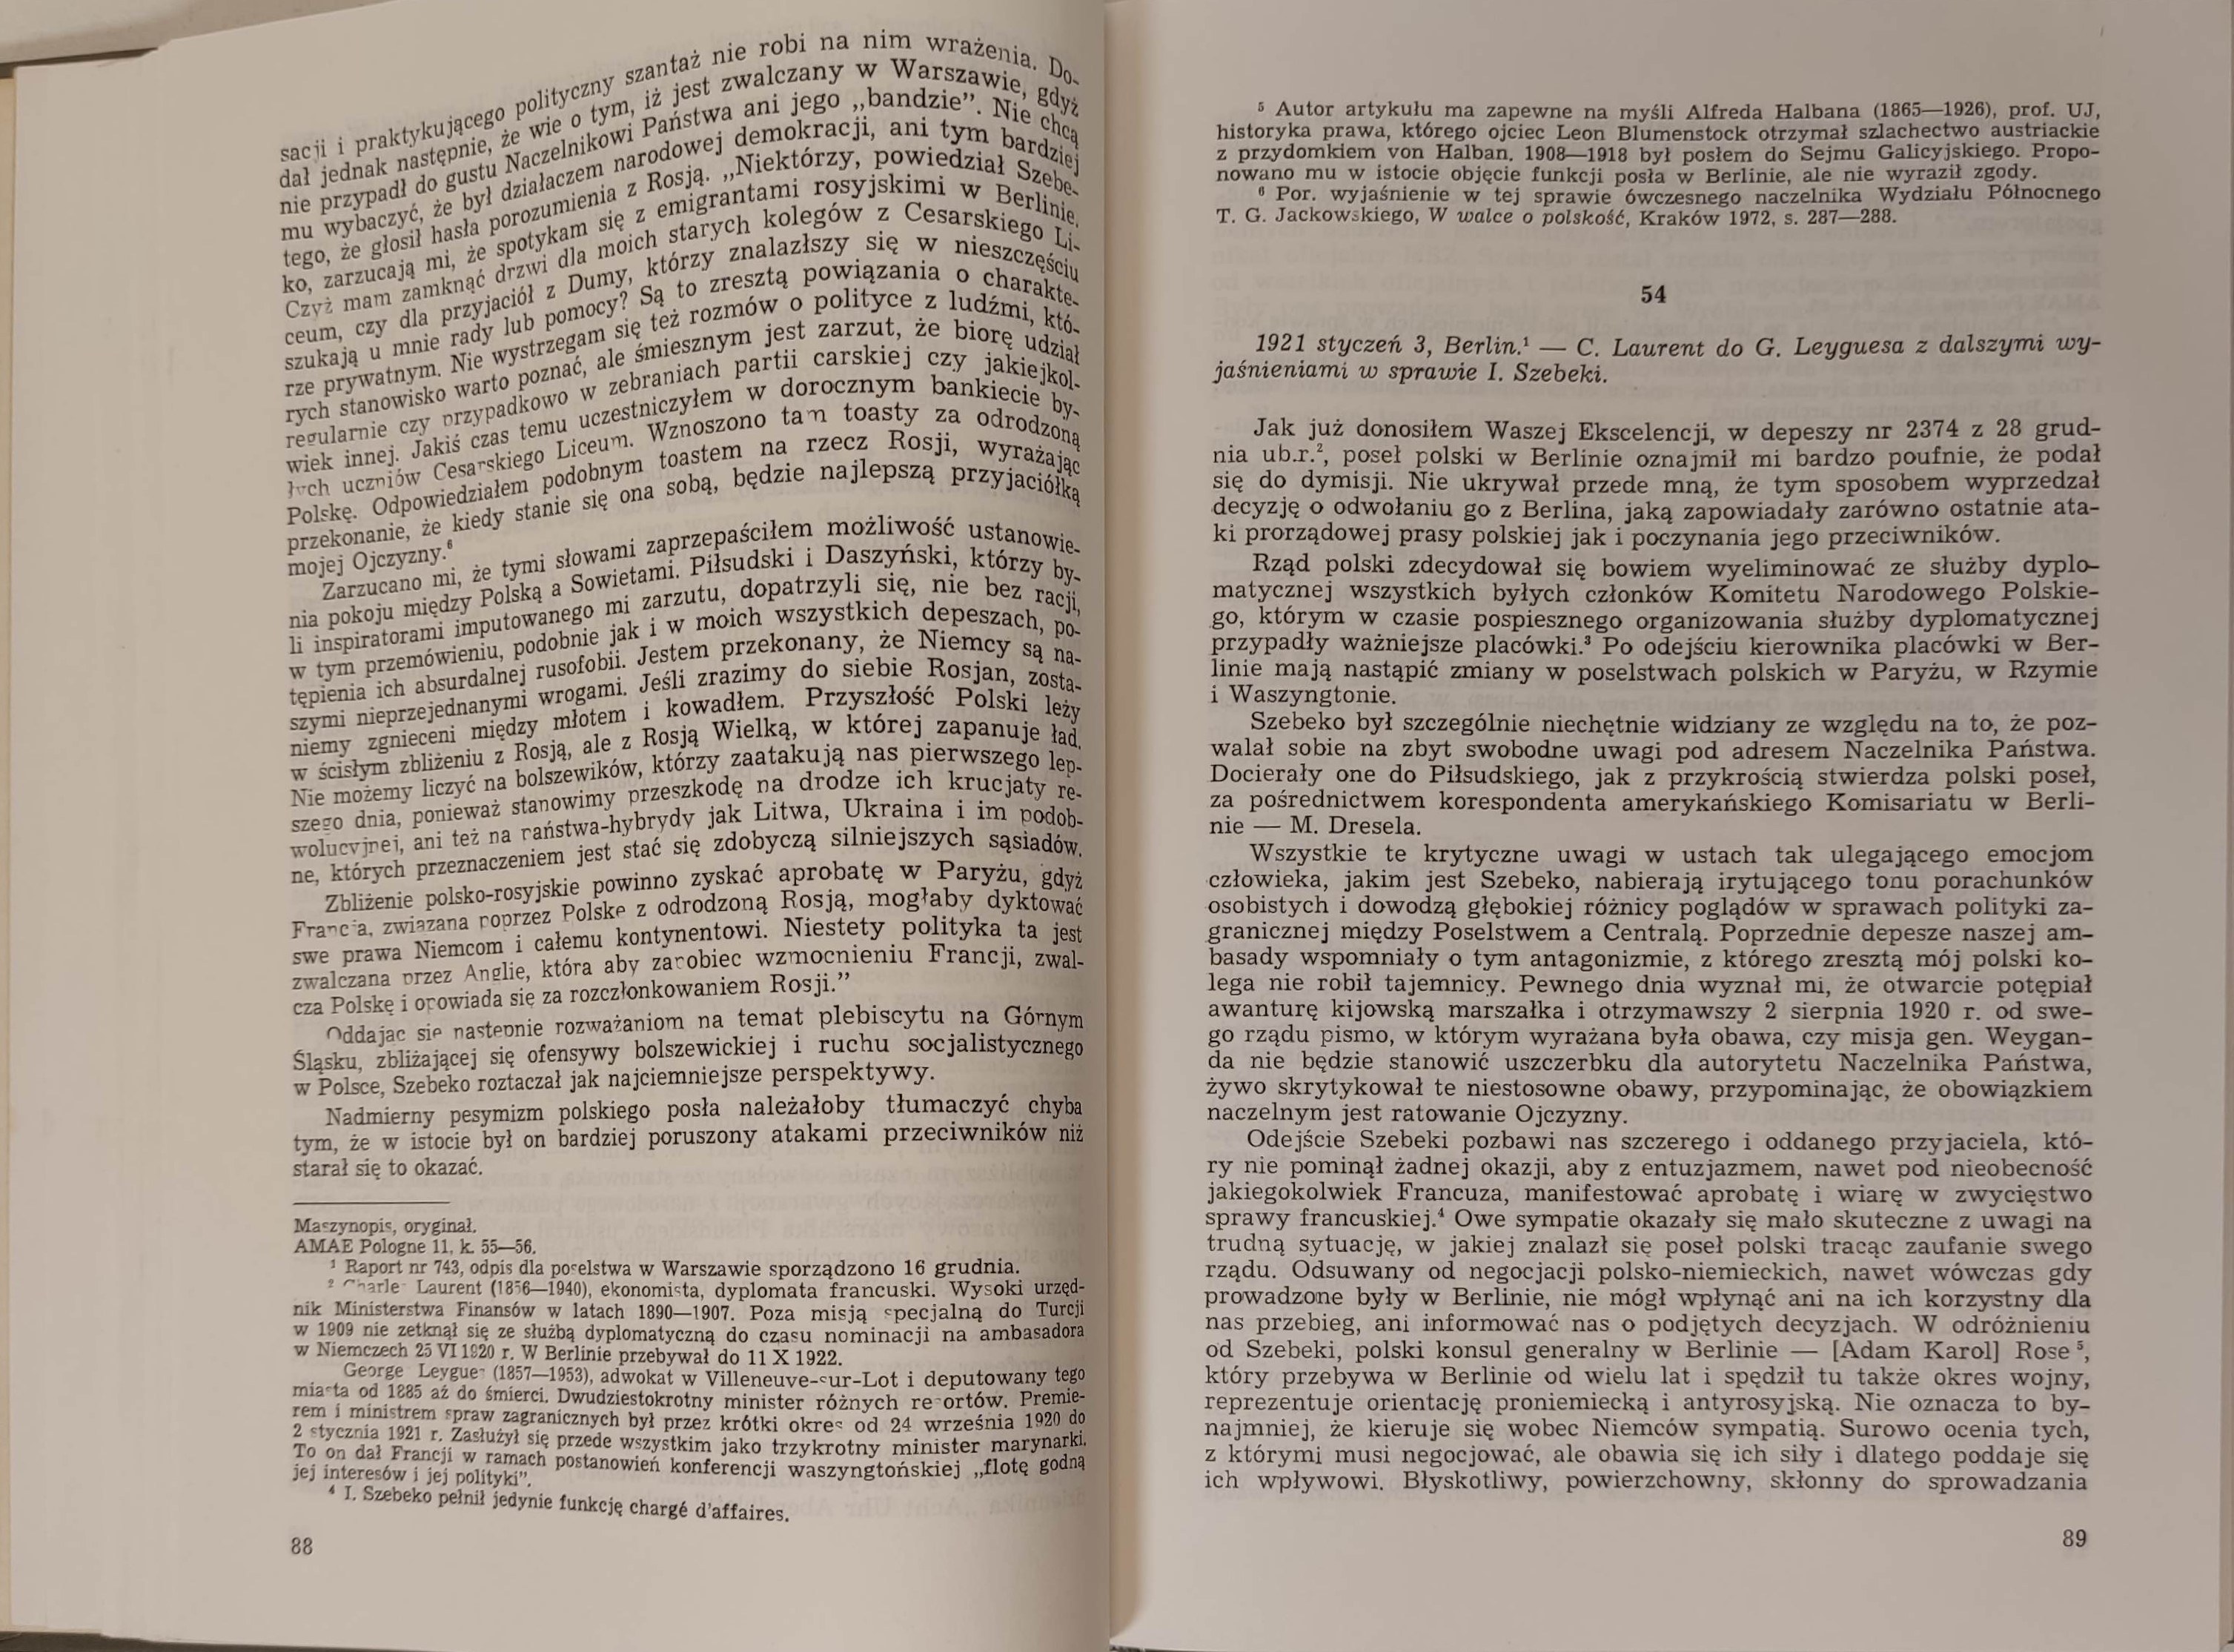 sacji i praktykującego polityczny szantaż nie robi na nim wrażenia. Do-
dał jednak następnie, że wie o tym, iż jest zwalczany w Warszawie, gdyż
nie przypadł do gustu Naczelnikowi Państwa ani jego „bandzie”. Nie chcą
mu wybaczyć, że był działaczem narodowej demokracji, ani tym bardziej
tego, że głosił hasła porozumienia z Rosją. „Niektórzy, powiedział Szebe-
ko, zarzucają mi, że spotykam się z emigrantami rosyjskimi w Berlinie.
Czyż mam zamknąć drzwi dla moich starych kolegów z Cesarskiego Li-
ceum, czy dla przyjaciół z Dumy, którzy znalazłszy się w nieszczęściu
szukają u mnie rady lub pomocy? Są to zresztą powiązania o charakte-
rze prywatnym. Nie wystrzegam się też rozmów o polityce z ludźmi, któ-
rych stanowisko warto poznać, ale śmiesznym jest zarzut, że biorę udział
regularnie czy przypadkowo w zebraniach partii carskiej czy jakiejkol-
wiek innej. Jakiś czas temu uczestniczyłem w dorocznym bankiecie by-
łych uczniów Cesarskiego Liceum. Wznoszono tam toasty za odrodzoną
Polskę. Odpowiedziałem podobnym toastem na rzecz Rosji, wyrażając
przekonanie, że kiedy stanie się ona sobą, będzie najlepszą przyjaciółką
mojej Ojczyzny.⁶
Zarzucano mi, że tymi słowami zaprzepaściłem możliwość ustanowie-
nia pokoju między Polską a Sowietami. Piłsudski i Daszyński, którzy by-
li inspiratorami imputowanego mi zarzutu, dopatrzyli się, nie bez racji,
w tym przemówieniu, podobnie jak i w moich wszystkich depeszach, po-
tępienia ich absurdalnej rusofobii. Jestem przekonany, że Niemcy są na-
szymi nieprzejednanymi wrogami. Jeśli zrazimy do siebie Rosjan, zosta-
niemy zgnieceni między młotem i kowadłem. Przyszłość Polski leży
w ścisłym zbliżeniu z Rosją, ale z Rosją Wielką, w której zapanuje ład.
Nie możemy liczyć na bolszewików, którzy zaatakują nas pierwszego lep-
szego dnia, ponieważ stanowimy przeszkodę na drodze ich krucjaty re-
wolucyjnej, ani też na państwa-hybrydy jak Litwa, Ukraina i im podob-
ne, których przeznaczeniem jest stać się zdobyczą silniejszych sąsiadów.
Zbliżenie polsko-rosyjskie powinno zyskać aprobatę w Paryżu, gdyż
Francja, związana poprzez Polskę z odrodzoną Rosją, mogłaby dyktować
swe prawa Niemcom i całemu kontynentowi. Niestety polityka ta jest
zwalczana przez Anglię, która aby zapobiec wzmocnieniu Francji, zwal-
cza Polskę i opowiada się za rozczłonkowaniem Rosji.”
Oddając się następnie rozważaniom na temat plebiscytu na Górnym
Śląsku, zbliżającej się ofensywy bolszewickiej i ruchu socjalistycznego
w Polsce, Szebeko roztaczał jak najciemniejsze perspektywy.
Nadmierny pesymizm polskiego posła należałoby tłumaczyć chyba
tym, że w istocie był on bardziej poruszony atakami przeciwników niż
starał się to okazać.
Maszynopis, oryginał.
AMAE Pologne 11, k. 55—56.
¹ Raport nr 743, odpis dla poselstwa w Warszawie sporządzono 16 grudnia.
² Charles Laurent (1856—1940), ekonomista, dyplomata francuski. Wysoki urzęd-
nik Ministerstwa Finansów w latach 1890—1907. Poza misją specjalną do Turcji
w 1909 nie zetknął się ze służbą dyplomatyczną do czasu nominacji na ambasadora
w Niemczech 25 VI 1920 r. W Berlinie przebywał do 11 X 1922.
George Leygues (1857—1953), adwokat w Villeneuve-sur-Lot i deputowany tego
miasta od 1885 aż do śmierci. Dwudziestokrotny minister różnych resortów. Premie-
rem i ministrem spraw zagranicznych był przez krótki okres od 24 września 1920 do
2 stycznia 1921 r. Zasłużył się przede wszystkim jako trzykrotny minister marynarki.
To on dał Francji w ramach postanowień konferencji waszyngtońskiej „flotę godną
jej interesów i jej polityki”.
⁴ I. Szebeko pełnił jedynie funkcję chargé d'affaires.
88
⁵ Autor artykułu ma zapewne na myśli Alfreda Halbana (1865—1926), prof. UJ,
historyka prawa, którego ojciec Leon Blumenstock otrzymał szlachectwo austriackie
z przydomkiem von Halban. 1908—1918 był posłem do Sejmu Galicyjskiego. Propo-
nowano mu w istocie objęcie funkcji posła w Berlinie, ale nie wyraził zgody.
⁶ Por. wyjaśnienie w tej sprawie ówczesnego naczelnika Wydziału Północnego
T. G. Jackowskiego, W walce o polskość, Kraków 1972, s. 287—288.
54
1921 styczeń 3, Berlin.¹ — C. Laurent do G. Leyguesa z dalszymi wy-
jaśnieniami w sprawie I. Szebeki.
Jak już donosiłem Waszej Ekscelencji, w depeszy nr 2374 z 28 grud-
nia ub.r.², poseł polski w Berlinie oznajmił mi bardzo poufnie, że podał
się do dymisji. Nie ukrywał przede mną, że tym sposobem wyprzedzał
decyzję o odwołaniu go z Berlina, jaką zapowiadały zarówno ostatnie ata-
ki prorządowej prasy polskiej jak i poczynania jego przeciwników.
Rząd polski zdecydował się bowiem wyeliminować ze służby dyplo-
matycznej wszystkich byłych członków Komitetu Narodowego Polskie-
go, którym w czasie pospiesznego organizowania służby dyplomatycznej
przypadły ważniejsze placówki.³ Po odejściu kierownika placówki w Ber-
linie mają nastąpić zmiany w poselstwach polskich w Paryżu, w Rzymie
i Waszyngtonie.
Szebeko był szczególnie niechętnie widziany ze względu na to, że poz-
walał sobie na zbyt swobodne uwagi pod adresem Naczelnika Państwa.
Docierały one do Piłsudskiego, jak z przykrością stwierdza polski poseł,
za pośrednictwem korespondenta amerykańskiego Komisariatu w Berli-
nie — M. Dresela.
Wszystkie te krytyczne uwagi w ustach tak ulegającego emocjom
człowieka, jakim jest Szebeko, nabierają irytującego tonu porachunków
osobistych i dowodzą głębokiej różnicy poglądów w sprawach polityki za-
granicznej między Poselstwem a Centralą. Poprzednie depesze naszej am-
basady wspomniały o tym antagonizmie, z którego zresztą mój polski ko-
lega nie robił tajemnicy. Pewnego dnia wyznał mi, że otwarcie potępiał
awanturę kijowską marszałka i otrzymawszy 2 sierpnia 1920 r. od swe-
go rządu pismo, w którym wyrażana była obawa, czy misja gen. Weygan-
da nie będzie stanowić uszczerbku dla autorytetu Naczelnika Państwa,
żywo skrytykował te niestosowne obawy, przypominając, że obowiązkiem
naczelnym jest ratowanie Ojczyzny.
Odejście Szebeki pozbawi nas szczerego i oddanego przyjaciela, któ-
ry nie pominął żadnej okazji, aby z entuzjazmem, nawet pod nieobecność
jakiegokolwiek Francuza, manifestować aprobatę i wiarę w zwycięstwo
sprawy francuskiej.⁴ Owe sympatie okazały się mało skuteczne z uwagi na
trudną sytuację, w jakiej znalazł się poseł polski tracąc zaufanie swego
rządu. Odsuwany od negocjacji polsko-niemieckich, nawet wówczas gdy
prowadzone były w Berlinie, nie mógł wpłynąć ani na ich korzystny dla
nas przebieg, ani informować nas o podjętych decyzjach. W odróżnieniu
od Szebeki, polski konsul generalny w Berlinie — [Adam Karol] Rose ⁵,
który przebywa w Berlinie od wielu lat i spędził tu także okres wojny,
reprezentuje orientację proniemiecką i antyrosyjską. Nie oznacza to by-
najmniej, że kieruje się wobec Niemców sympatią. Surowo ocenia tych,
z którymi musi negocjować, ale obawia się ich siły i dlatego poddaje się
ich wpływowi. Błyskotliwy, powierzchowny, skłonny do sprowadzania
89